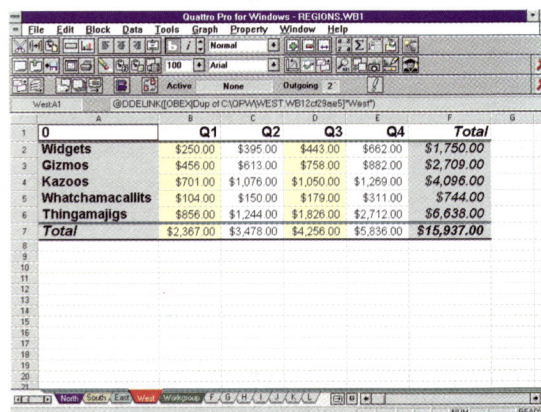 Quattro Pro for Windows - REGIONS.WB1
File Edit Block Data Tools Graph Property Window Help
Normal
100 Arial
Active None Outgoing 2
West:A1 @DDELINK([OBEX|Dup of C:\QPW\WEST.WB12cf29ae5]"West")
A B C D E F G
1 0 Q1 Q2 Q3 Q4 Total
2 Widgets $250.00 $395.00 $443.00 $662.00 $1,750.00
3 Gizmos $456.00 $613.00 $758.00 $882.00 $2,709.00
4 Kazoos $701.00 $1,076.00 $1,050.00 $1,269.00 $4,096.00
5 Whatchamacallits $104.00 $150.00 $179.00 $311.00 $744.00
6 Thingamajigs $856.00 $1,244.00 $1,826.00 $2,712.00 $6,638.00
7 Total $2,367.00 $3,478.00 $4,256.00 $5,836.00 $15,937.00
8
9
10
11
12
13
14
15
16
17
18
19
20
21
North South East West Workgroup F G H I J K L
NUM READY